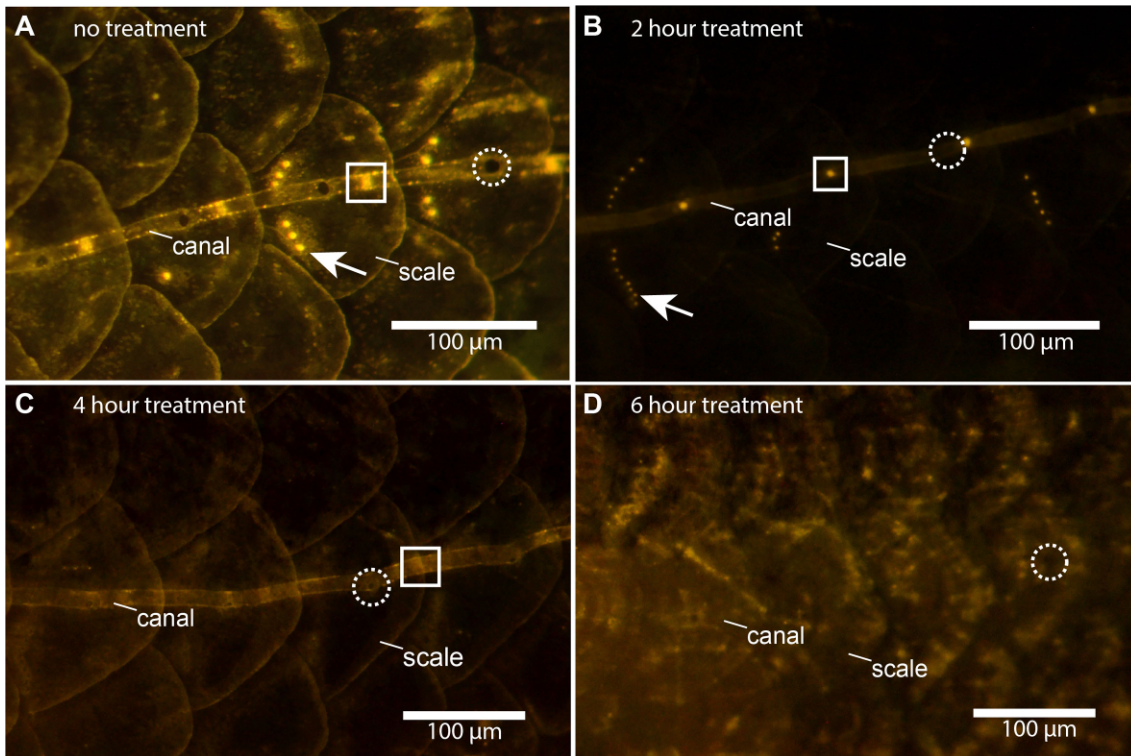 A no treatment
canal
scale
100 µm
B 2 hour treatment
canal
scale
100 µm
C 4 hour treatment
canal
scale
100 µm
D 6 hour treatment
canal
scale
100 µm